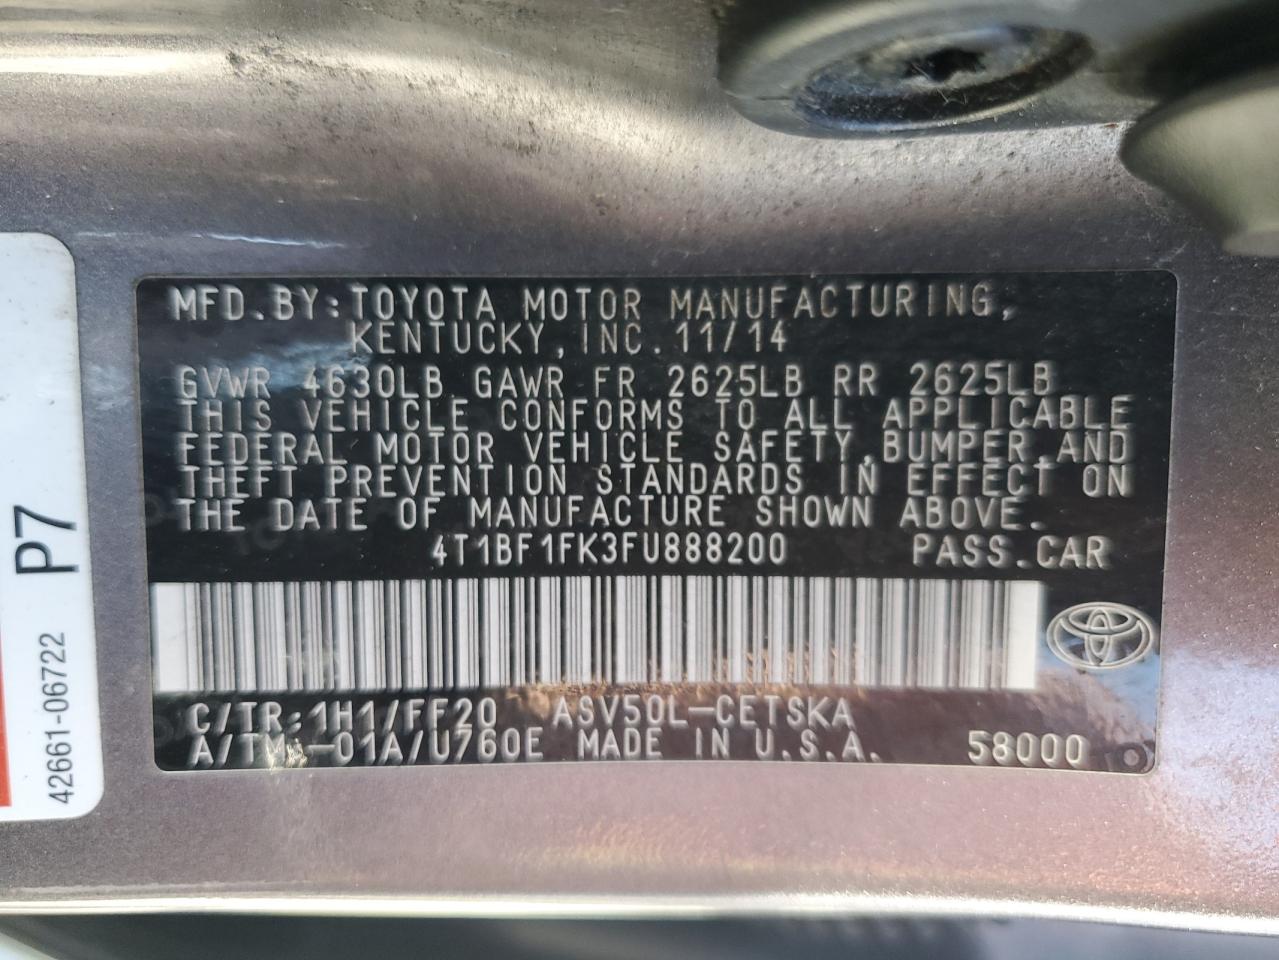 MFD. BY: TOYOTA MOTOR MANUFACTURING,
KENTUCKY, INC. 11/14
GVWR 4630LB GAWR FR 2625LB RR 2625LB
THIS VEHICLE CONFORMS TO ALL APPLICABLE
FEDERAL MOTOR VEHICLE SAFETY, BUMPER, AND
THEFT PREVENTION STANDARDS IN EFFECT ON
THE DATE OF MANUFACTURE SHOWN ABOVE.
4T1BF1FK3FU888200 PASS. CAR
C/TR: 1H1/FF20 ASV50L-CETSKA
-01A/U760E MADE IN U.S.A. 58000
P7
42661-06722